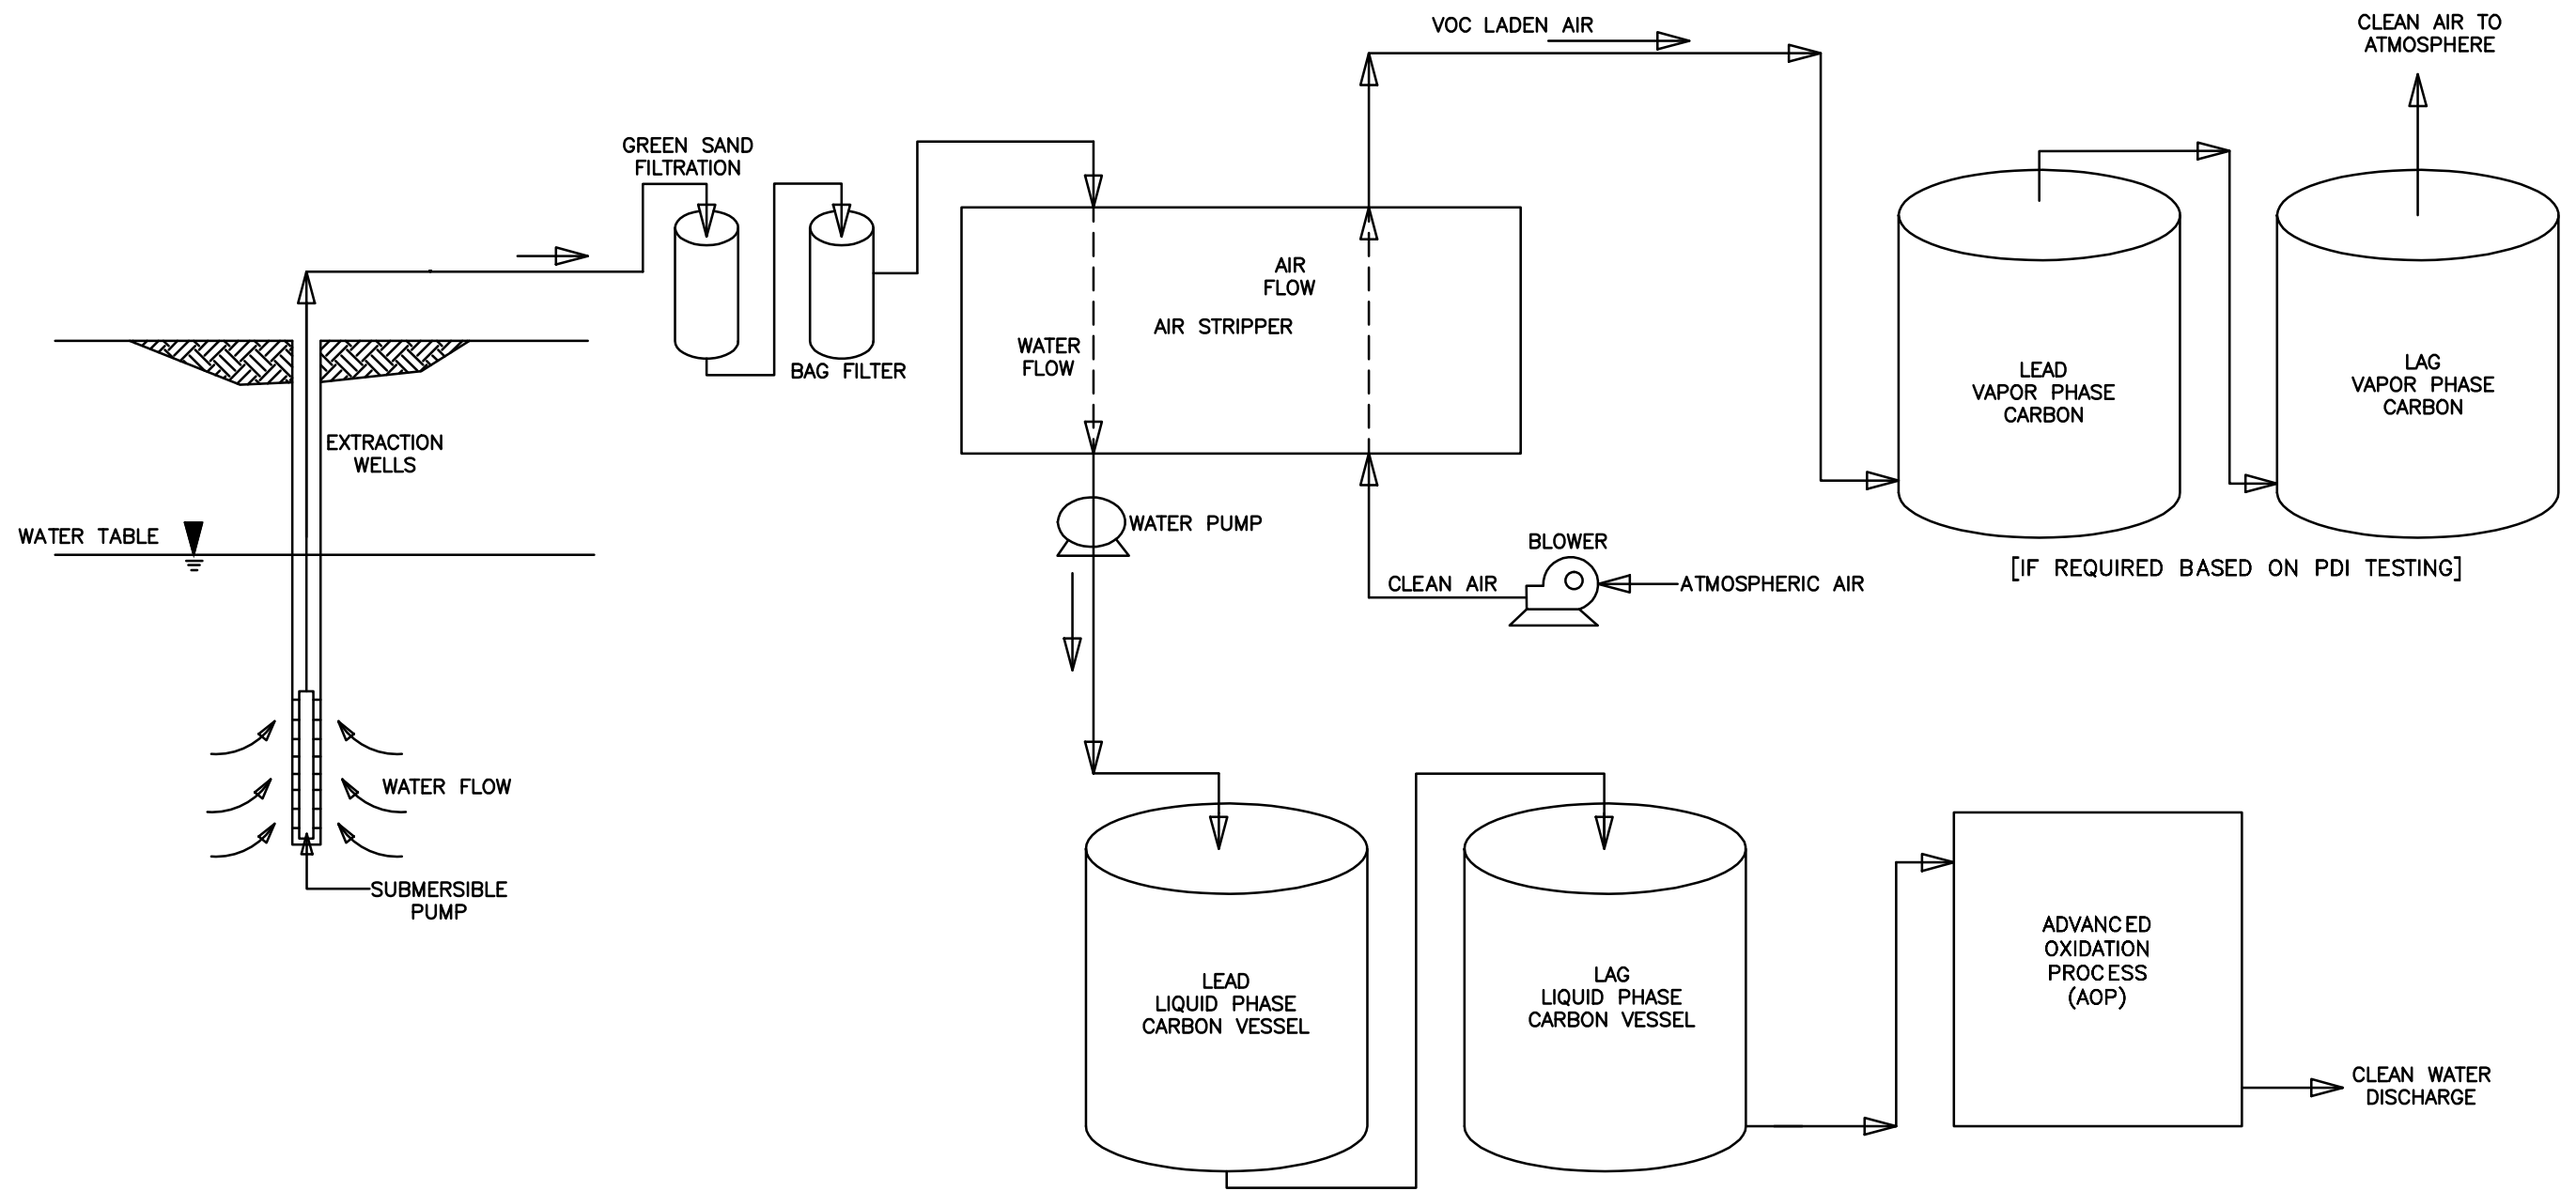 VOC LADEN AIR
CLEAN AIR TO
ATMOSPHERE
GREEN SAND
FILTRATION
BAG FILTER
AIR
FLOW
AIR STRIPPER
WATER
FLOW
LEAD
VAPOR PHASE
CARBON
LAG
VAPOR PHASE
CARBON
EXTRACTION
WELLS
WATER TABLE
WATER PUMP
BLOWER
CLEAN AIR
ATMOSPHERIC AIR
[IF REQUIRED BASED ON PDI TESTING]
WATER FLOW
SUBMERSIBLE
PUMP
LEAD
LIQUID PHASE
CARBON VESSEL
LAG
LIQUID PHASE
CARBON VESSEL
ADVANCED
OXIDATION
PROCESS
(AOP)
CLEAN WATER
DISCHARGE